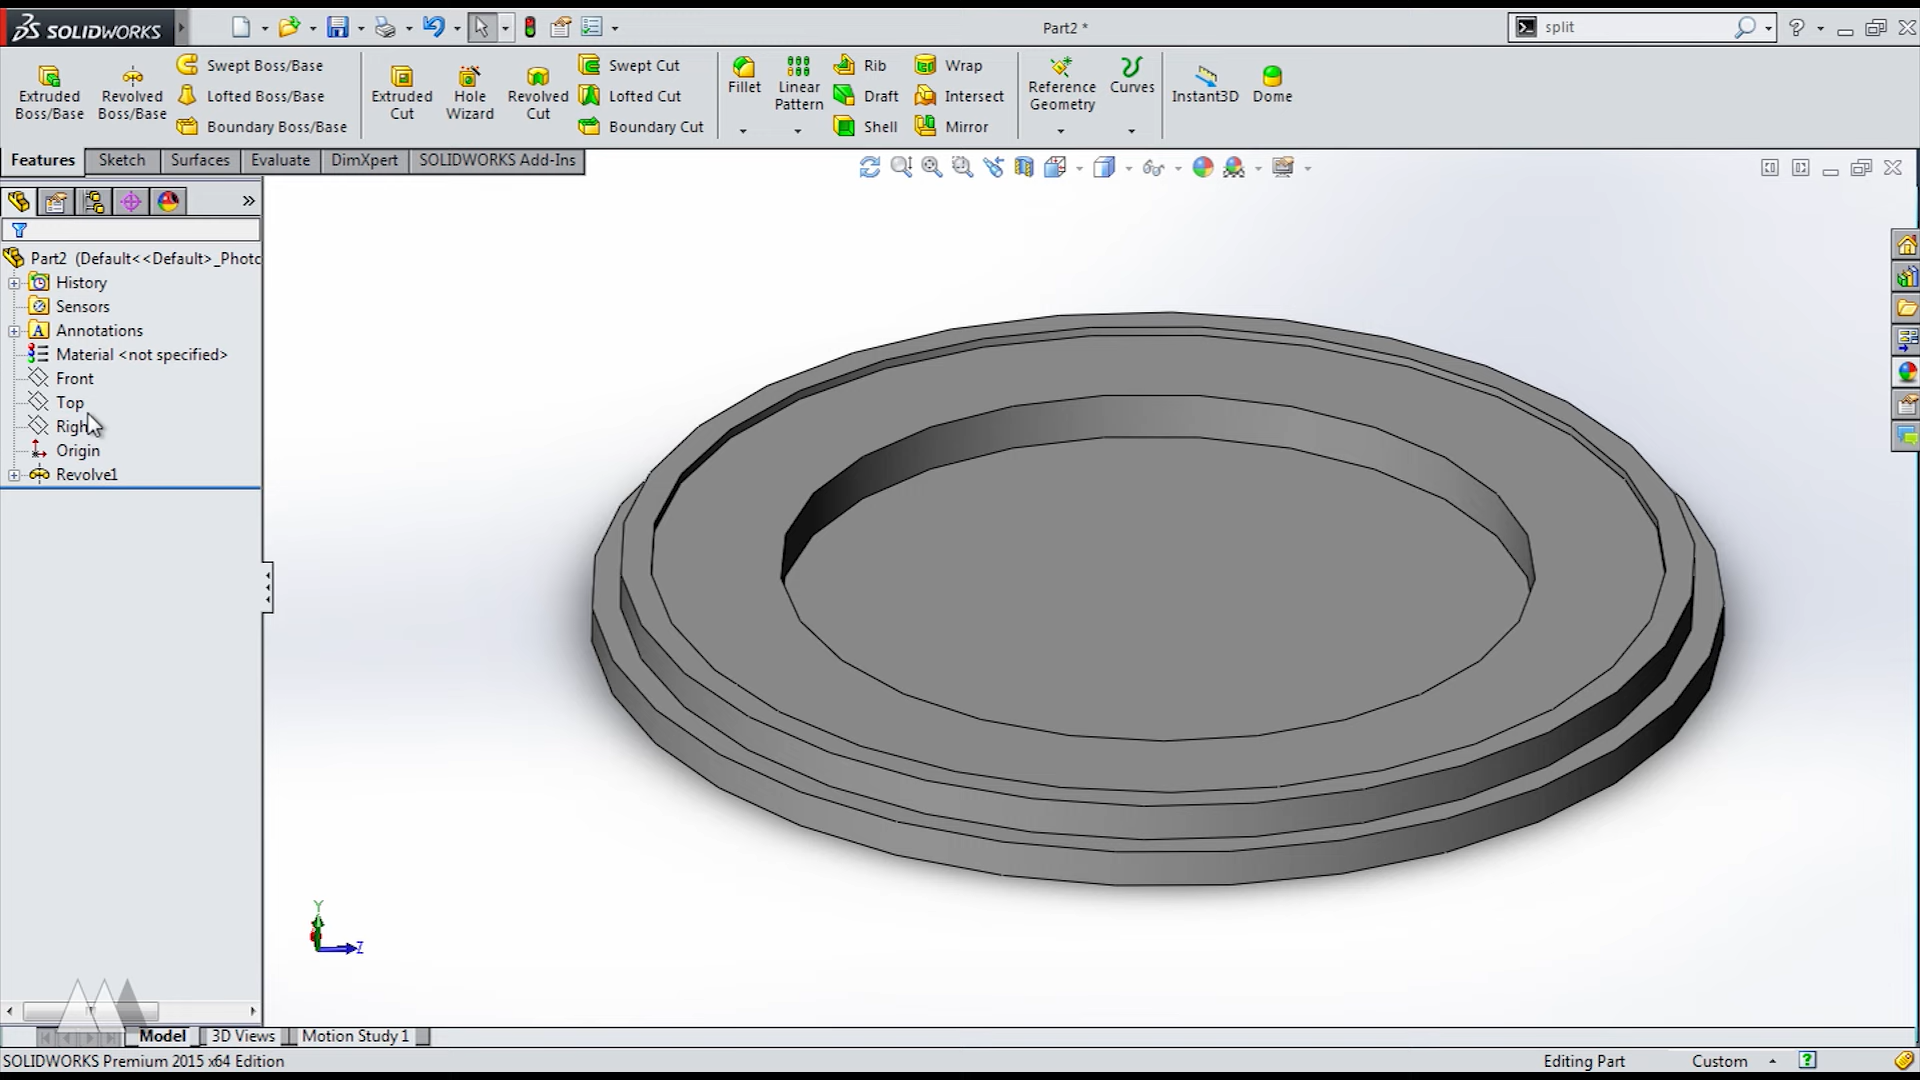 SOLIDWORKS
Part2 *
split
Extruded
Boss/Base
Revolved
Boss/Base
Swept Boss/Base
Lofted Boss/Base
Boundary Boss/Base
Extruded
Cut
Hole
Wizard
Revolved
Cut
Swept Cut
Lofted Cut
Boundary Cut
Fillet
Linear
Pattern
Rib
Draft
Shell
Wrap
Intersect
Mirror
Reference
Geometry
Curves
Instant3D
Dome
Features
Sketch
Surfaces
Evaluate
DimXpert
SOLIDWORKS Add-Ins
Part2 (Default<<Default>_Photo
History
Sensors
Annotations
Material <not specified>
Front
Top
Righ
Origin
Revolve1
Y
Z
Model
3D Views
Motion Study 1
SOLIDWORKS Premium 2015 x64 Edition
Editing Part
Custom